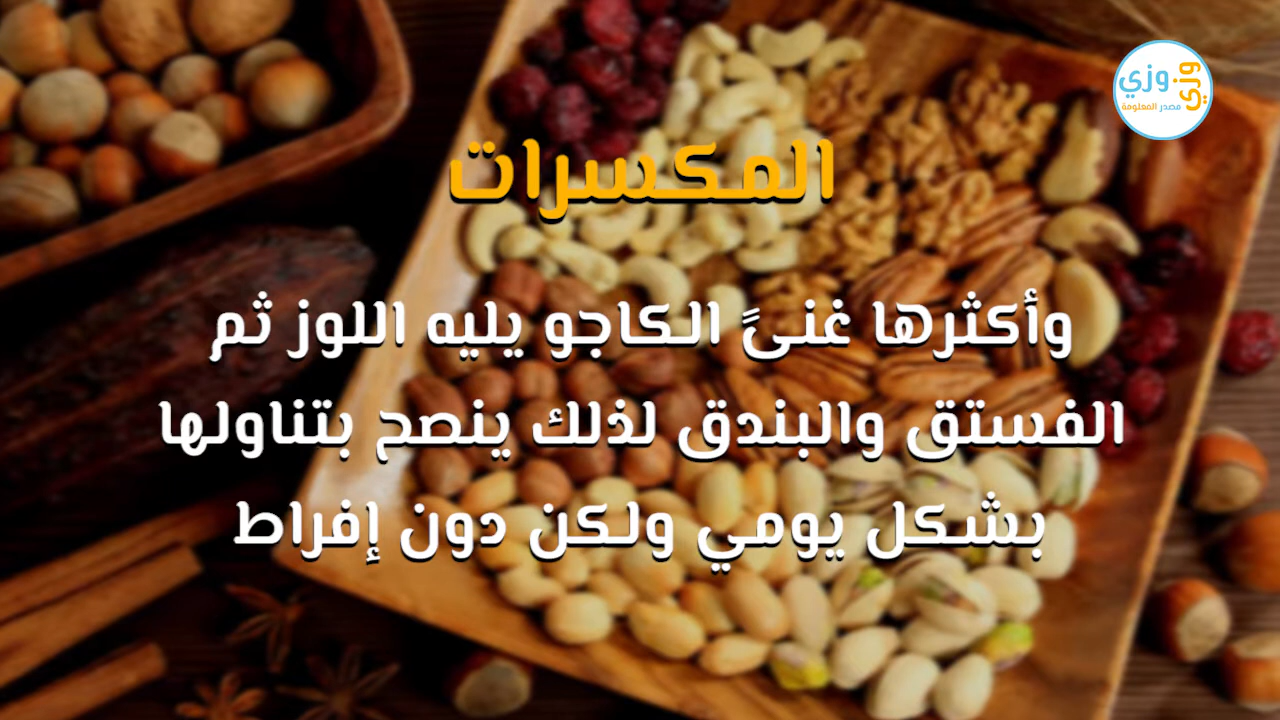 وزي وزي
مصدر المعلومة
المكسرات
وأكثرها غنىً الكاجو يليه اللوز ثم
الفستق والبندق لذلك ينصح بتناولها
بشكل يومي ولكن دون إفراط